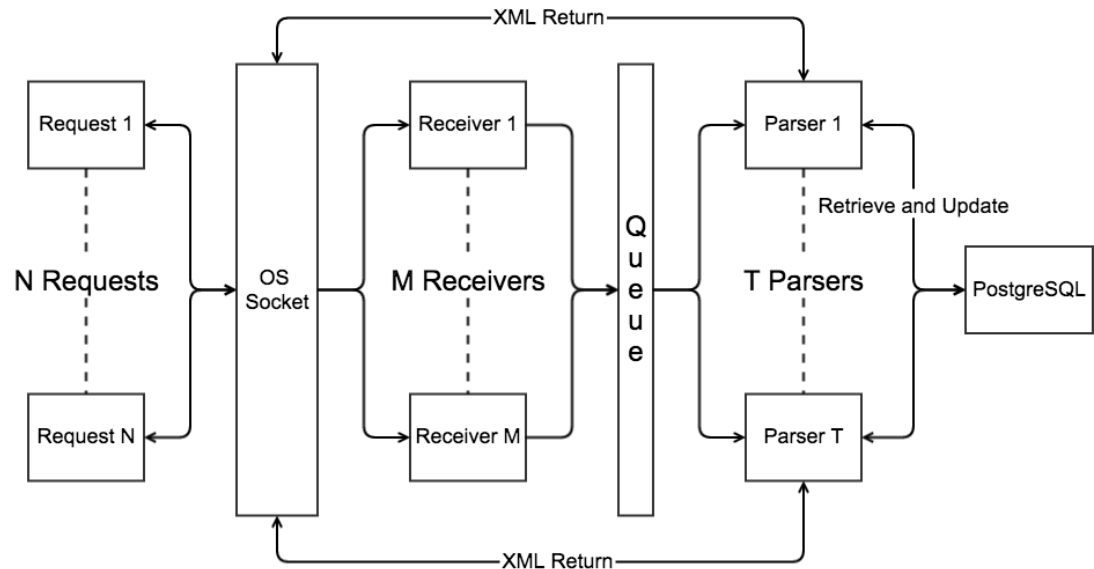 XML Return
Request 1
Receiver 1
Parser 1
Retrieve and Update
N Requests
OS
Socket
M Receivers
Queue
T Parsers
PostgreSQL
Request N
Receiver M
Parser T
XML Return